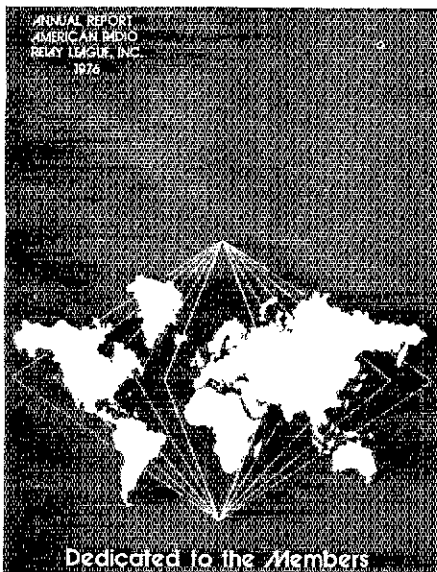 ANNUAL REPORT
AMERICAN RADIO
RELAY LEAGUE, INC.
1976
Dedicated to the Members